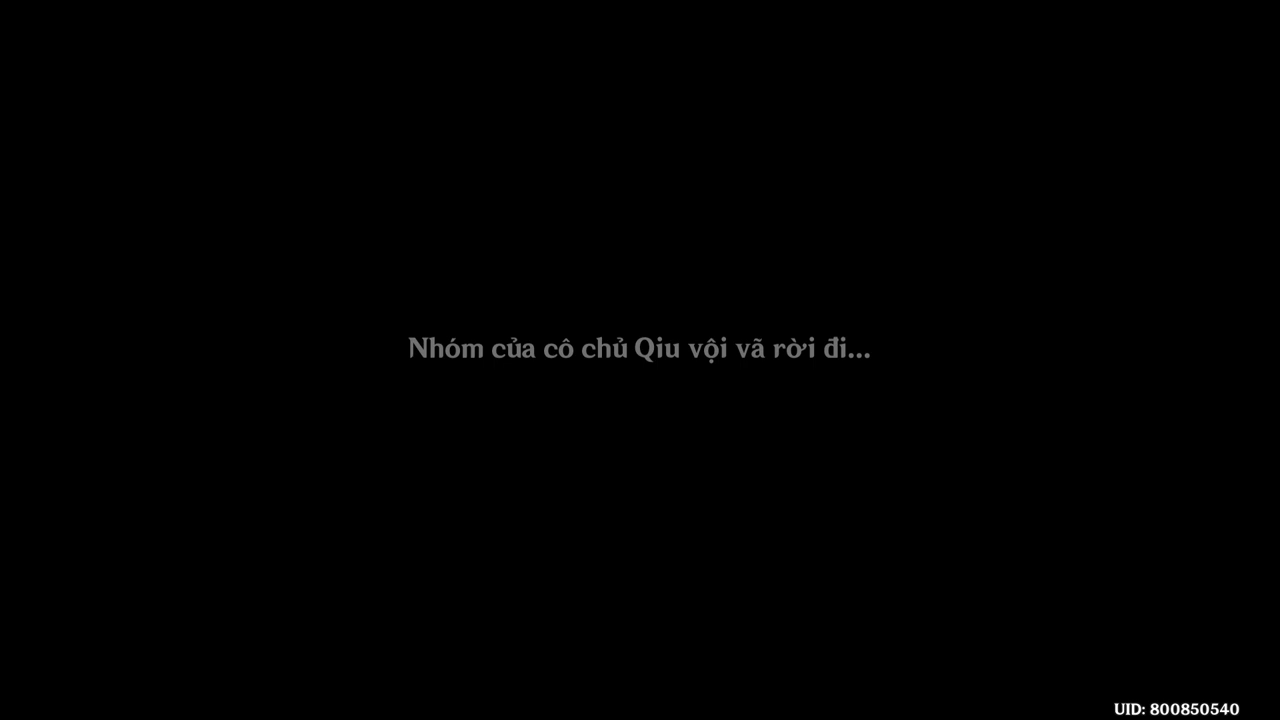 Nhóm của cô chủ Qiu vội vã rời đi...
UID: 800850540